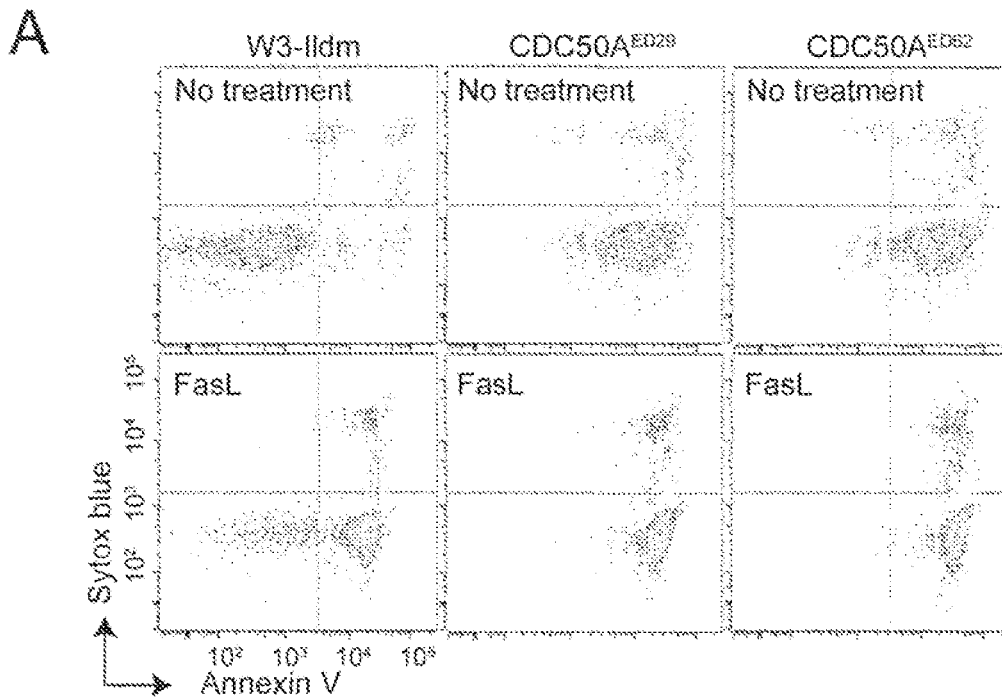 A
W3-Ildm CDC50A^ED29 CDC50A^ED62
No treatment No treatment No treatment
FasL FasL FasL
Sytox blue
10⁵
10⁴
10³
10²
10² 10³ 10⁴ 10⁵
Annexin V